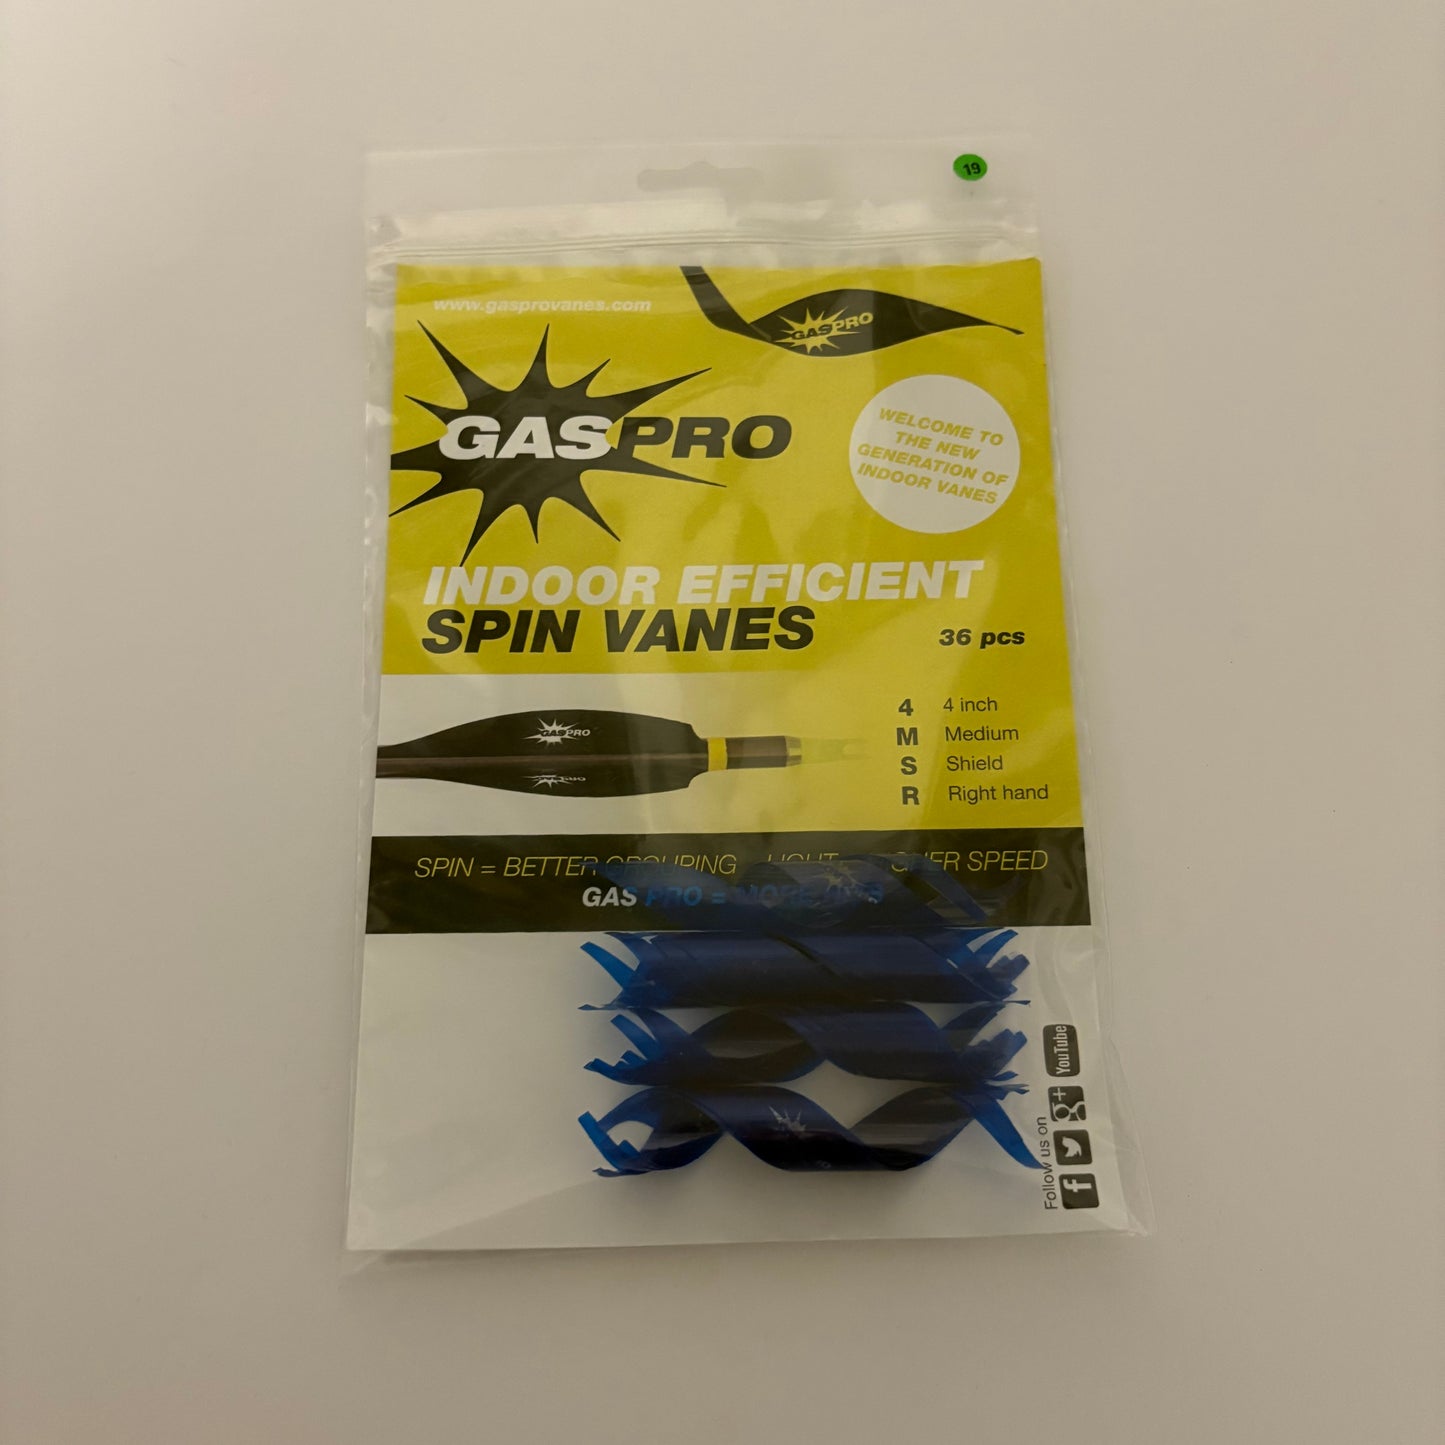 19
www.gasprovanes.com
GASPRO
GASPRO
WELCOME TO
THE NEW
GENERATION OF
INDOOR VANES
INDOOR EFFICIENT
SPIN VANES
36 pcs
GASPRO
4 4 inch
M Medium
S Shield
R Right hand
SPIN = BETTER GROUPING LIGHT SPEED
GAS PRO = MORE
Follow us on
YouTube